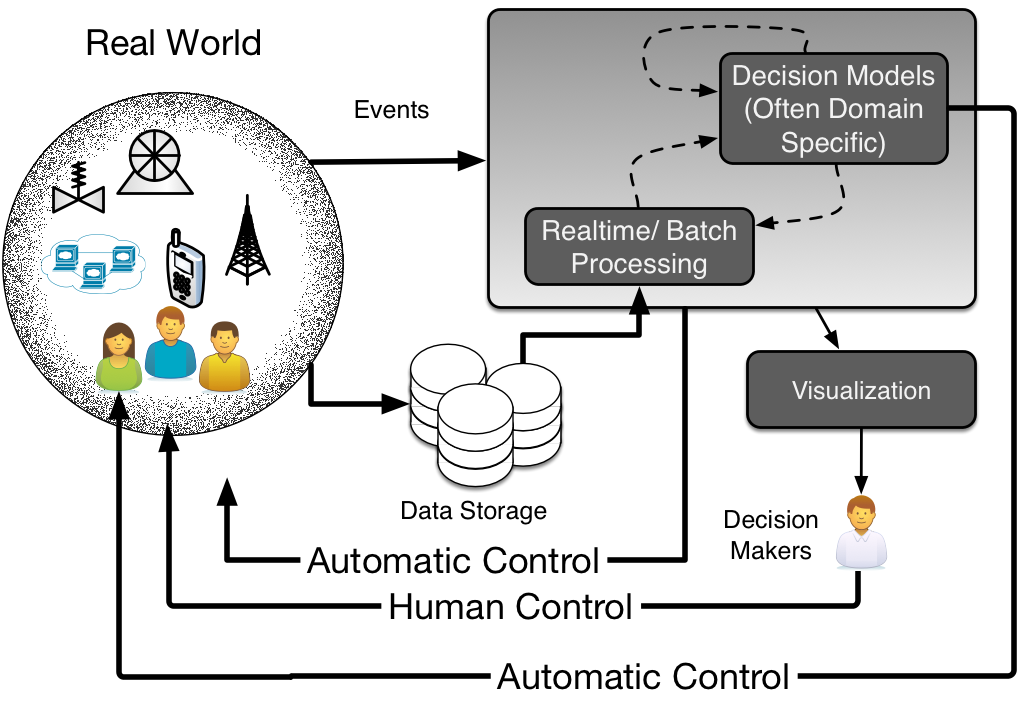 Real World
Events
Decision Models
(Often Domain
Specific)
Realtime/ Batch
Processing
Visualization
Data Storage
Decision
Makers
Automatic Control
Human Control
Automatic Control